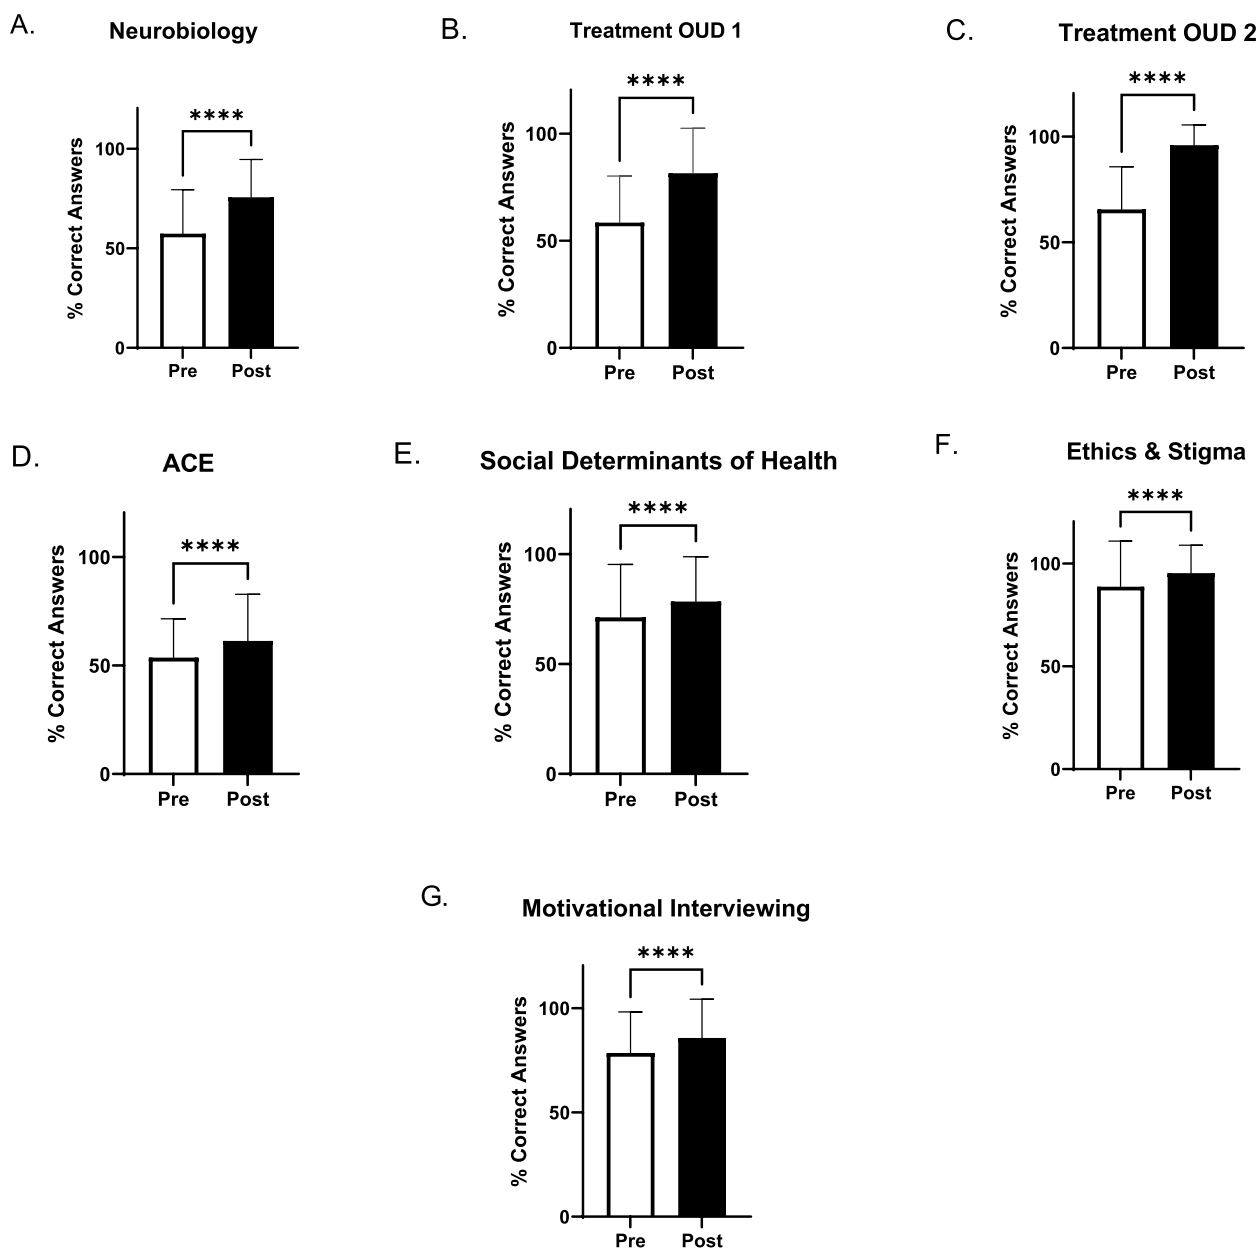 A.
Neurobiology
****
% Correct Answers
100
50
0
Pre Post
B.
Treatment OUD 1
****
% Correct Answers
100
50
0
Pre Post
C.
Treatment OUD 2
****
% Correct Answers
100
50
0
Pre Post
D.
ACE
****
% Correct Answers
100
50
0
Pre Post
E.
Social Determinants of Health
****
% Correct Answers
100
50
0
Pre Post
F.
Ethics & Stigma
****
% Correct Answers
100
50
0
Pre Post
G.
Motivational Interviewing
****
% Correct Answers
100
50
0
Pre Post